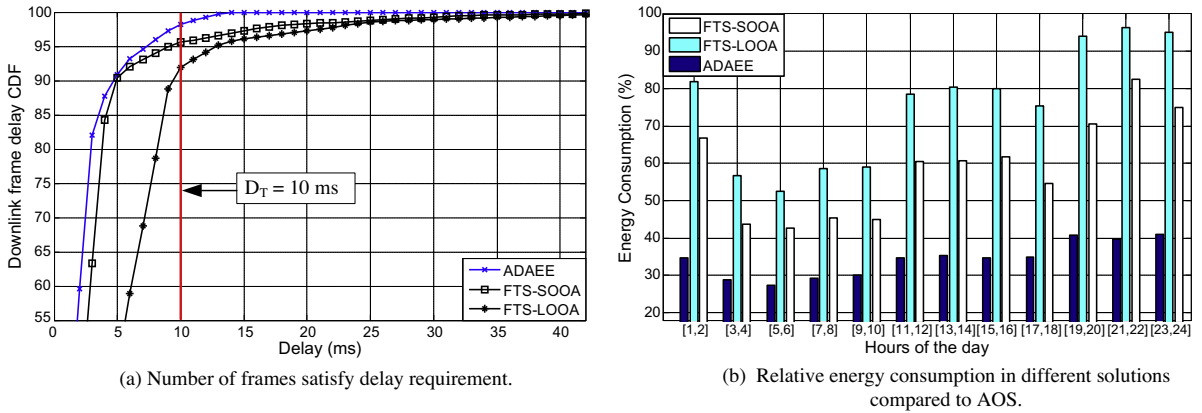 Downlink frame delay CDF
100
95
90
85
80
75
100
70
65
60
55
D_T = 10 ms
ADAEE
FTS-SOOA
FTS-LOOA
0 5 10 15 20 25 30 35 40
Delay (ms)
(a) Number of frames satisfy delay requirement.
Energy Consumption (%)
100
90
80
70
60
50
40
30
20
FTS-SOOA
FTS-LOOA
ADAEE
[1,2] [3,4] [5,6] [7,8] [9,10] [11,12] [13,14] [15,16] [17,18] [19,20] [21,22] [23,24]
Hours of the day
(b) Relative energy consumption in different solutions
compared to AOS.